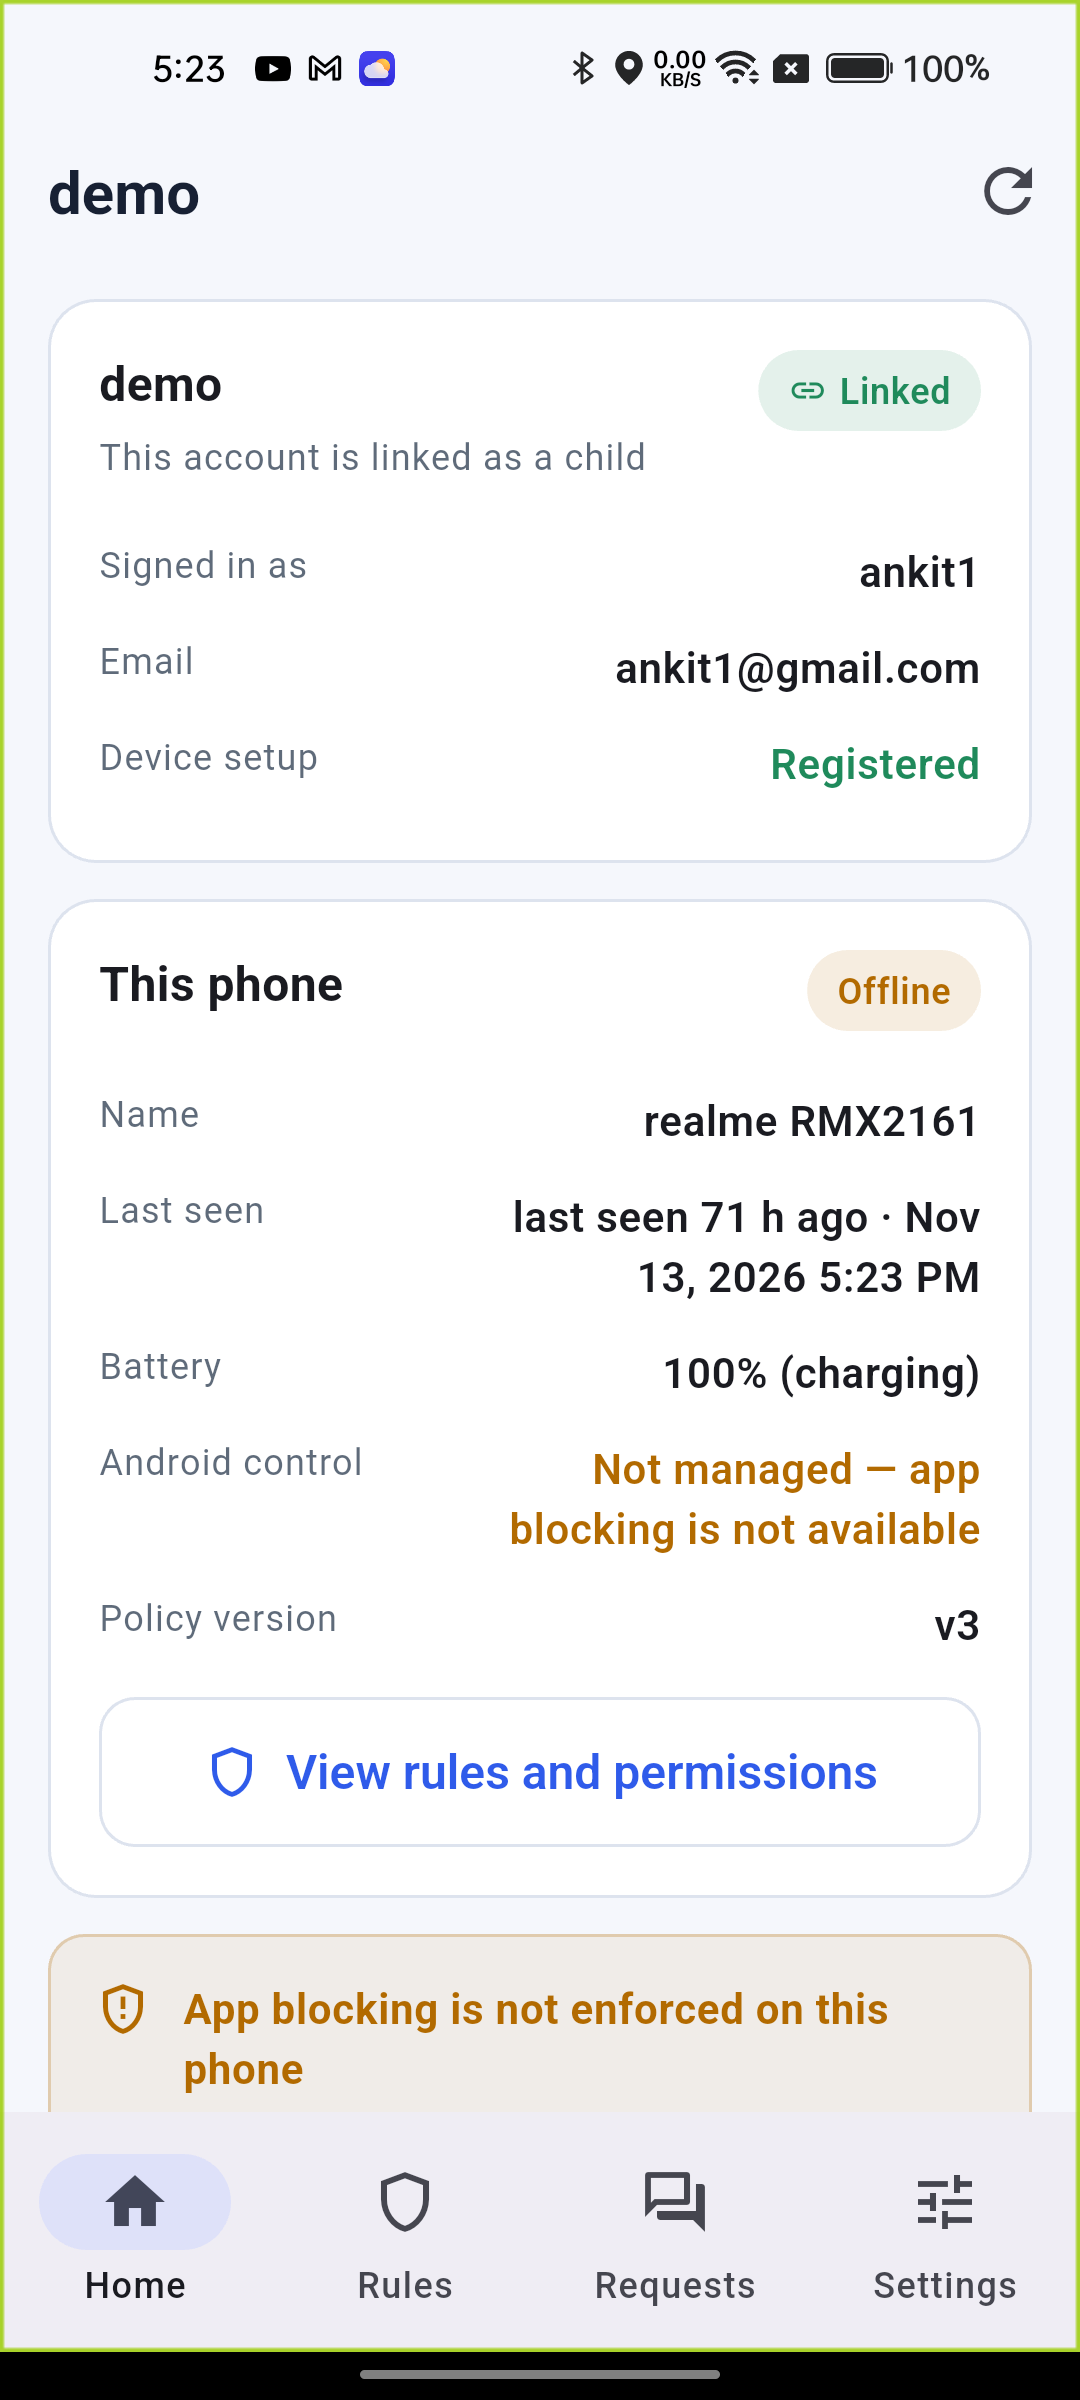 5:23
0.00
KB/S
100%
demo
demo
Linked
This account is linked as a child
Signed in as
ankit1
Email
ankit1@gmail.com
Device setup
Registered
This phone
Offline
Name
realme RMX2161
Last seen
last seen 71 h ago · Nov
13, 2026 5:23 PM
Battery
100% (charging)
Android control
Not managed — app
blocking is not available
Policy version
v3
View rules and permissions
App blocking is not enforced on this
phone
Home
Rules
Requests
Settings